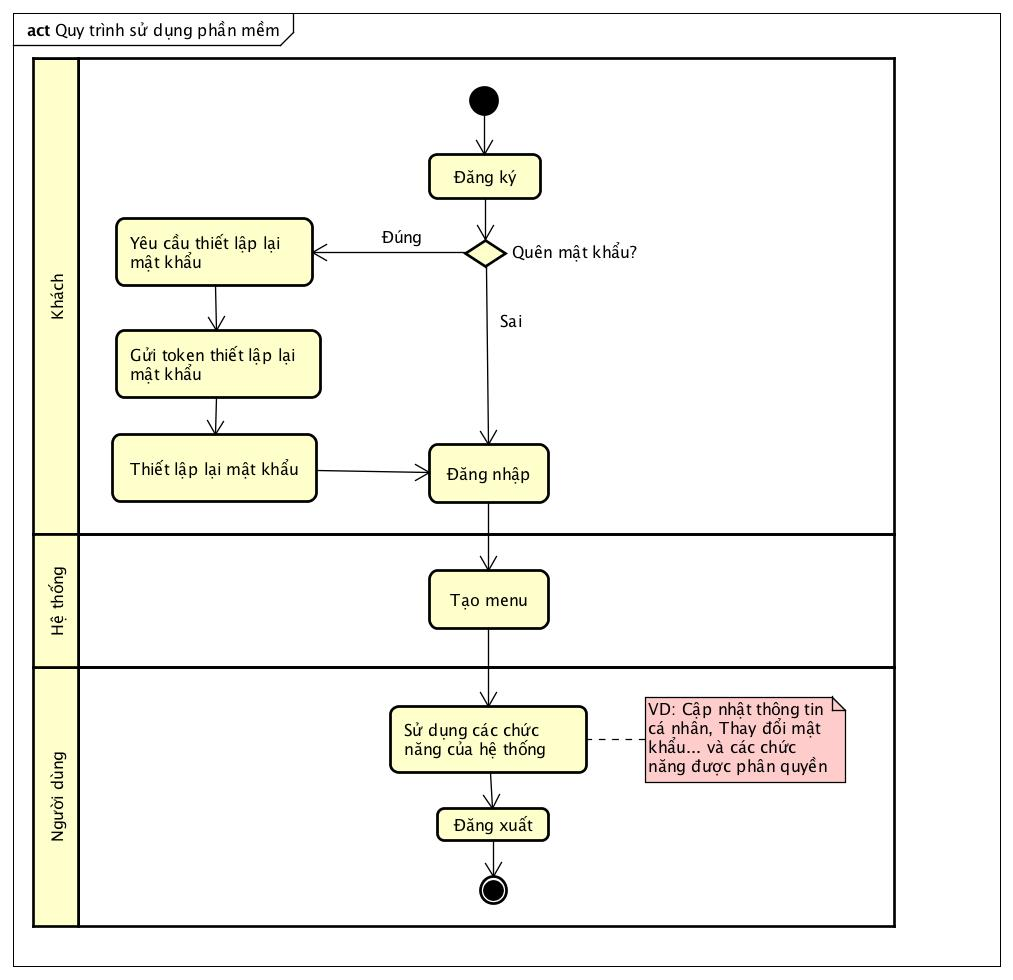 act Quy trình sử dụng phần mềm
Khách
Đăng ký
Quên mật khẩu?
Đúng
Yêu cầu thiết lập lại
mật khẩu
Sai
Gửi token thiết lập lại
mật khẩu
Thiết lập lại mật khẩu
Đăng nhập
Hệ thống
Tạo menu
Người dùng
Sử dụng các chức
năng của hệ thống
VD: Cập nhật thông tin
cá nhân, Thay đổi mật
khẩu... và các chức
năng được phân quyền
Đăng xuất